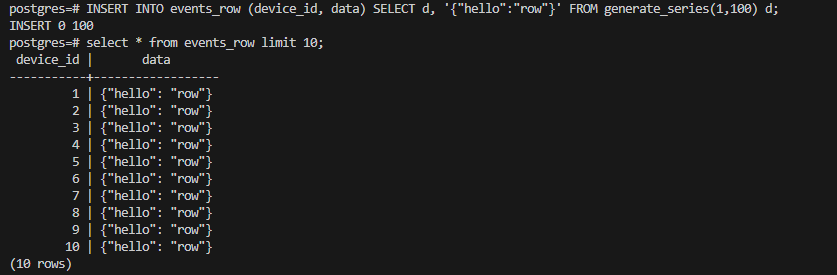 postgres=# INSERT INTO events_row (device_id, data) SELECT d, '{"hello":"row"}' FROM generate_series(1,100) d;
INSERT 0 100
postgres=# select * from events_row limit 10;
 device_id |       data
-----------+------------------
         1 | {"hello": "row"}
         2 | {"hello": "row"}
         3 | {"hello": "row"}
         4 | {"hello": "row"}
         5 | {"hello": "row"}
         6 | {"hello": "row"}
         7 | {"hello": "row"}
         8 | {"hello": "row"}
         9 | {"hello": "row"}
        10 | {"hello": "row"}
(10 rows)